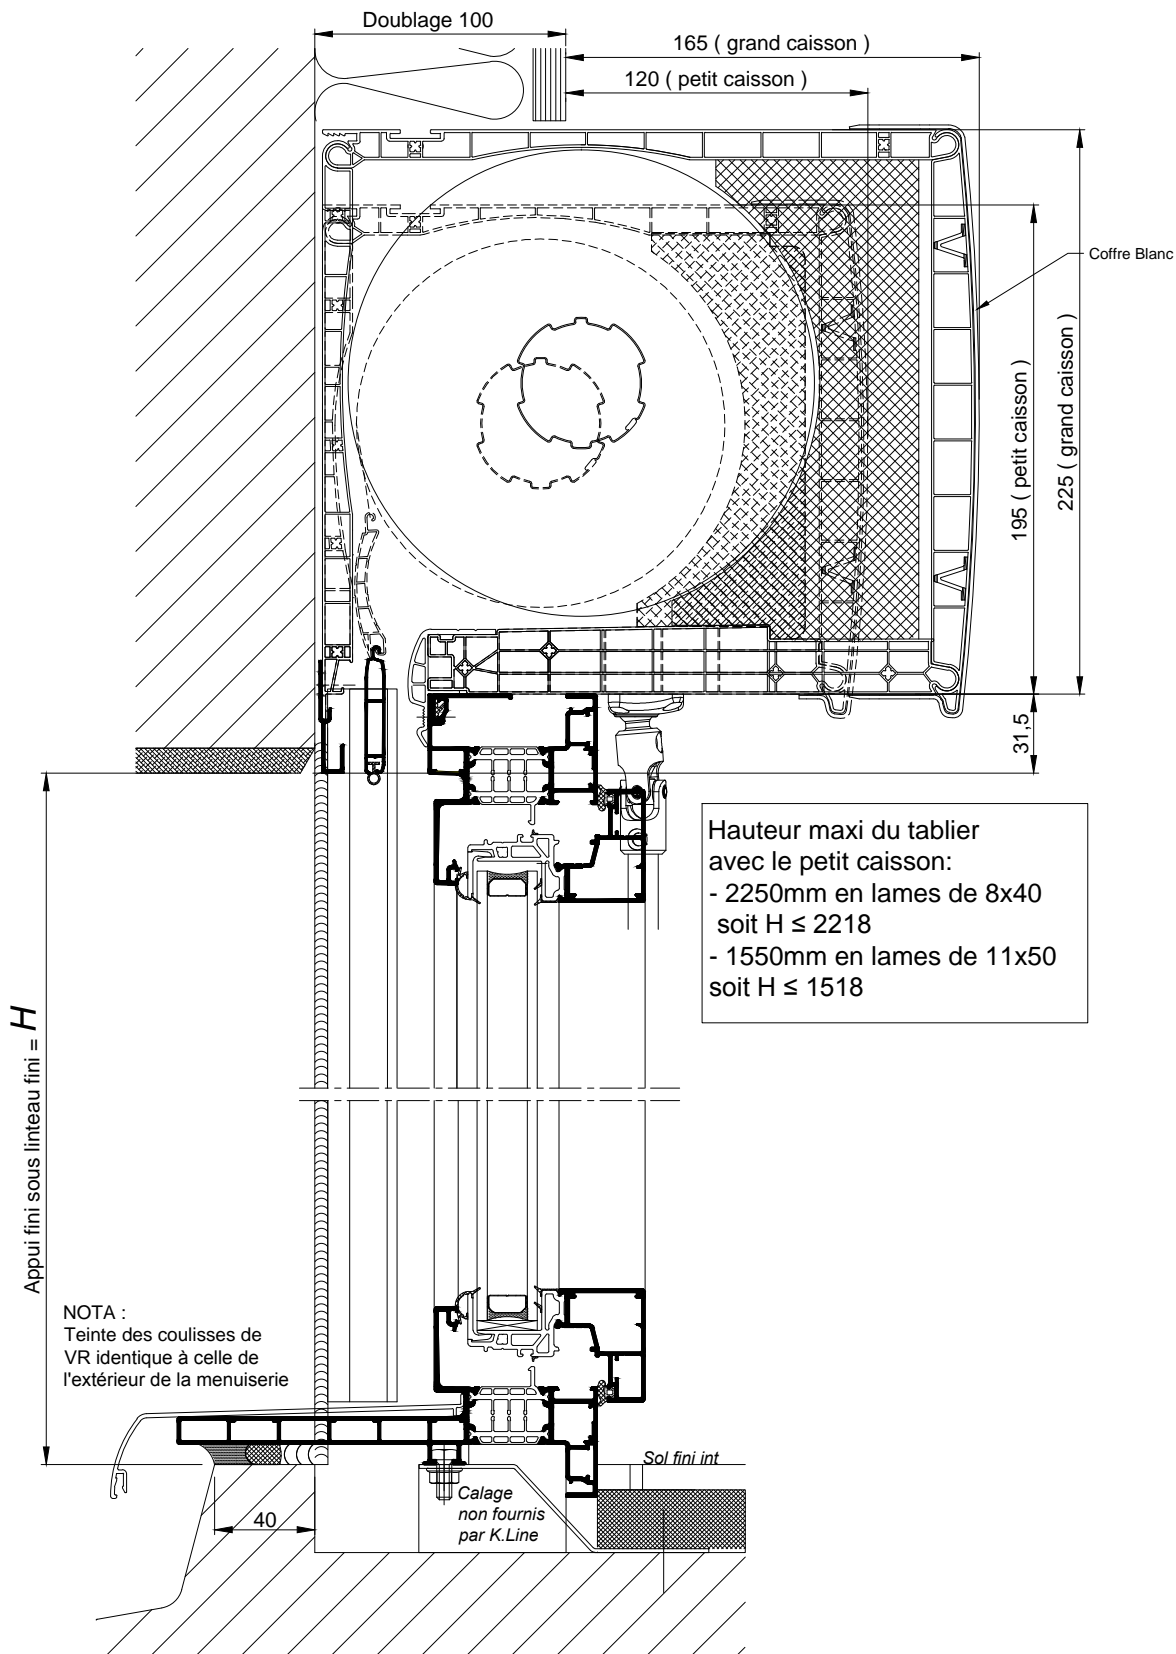 Doublage 100
165 ( grand caisson )
120 ( petit caisson )
Coffre Blanc
195 ( petit caisson )
225 ( grand caisson )
31,5
Hauteur maxi du tablier
avec le petit caisson:
- 2250mm en lames de 8x40
soit H ≤ 2218
- 1550mm en lames de 11x50
soit H ≤ 1518
Appui fini sous linteau fini = H
NOTA :
Teinte des coulisses de
VR identique à celle de
l'extérieur de la menuiserie
Sol fini int
Calage
non fournis
par K.Line
40